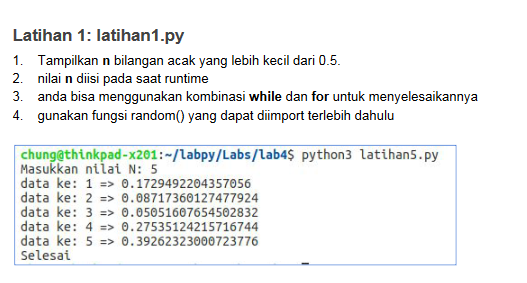 Latihan 1: latihan1.py
1. Tampilkan n bilangan acak yang lebih kecil dari 0.5.
2. nilai n diisi pada saat runtime
3. anda bisa menggunakan kombinasi while dan for untuk menyelesaikannya
4. gunakan fungsi random() yang dapat diimport terlebih dahulu
chung@thinkpad-x201:~/labpy/Labs/lab4$ python3 latihan5.py
Masukkan nilai N: 5
data ke: 1 => 0.1729492204357056
data ke: 2 => 0.08717360127477924
data ke: 3 => 0.05051607654502832
data ke: 4 => 0.27535124215716744
data ke: 5 => 0.39262323000723776
Selesai